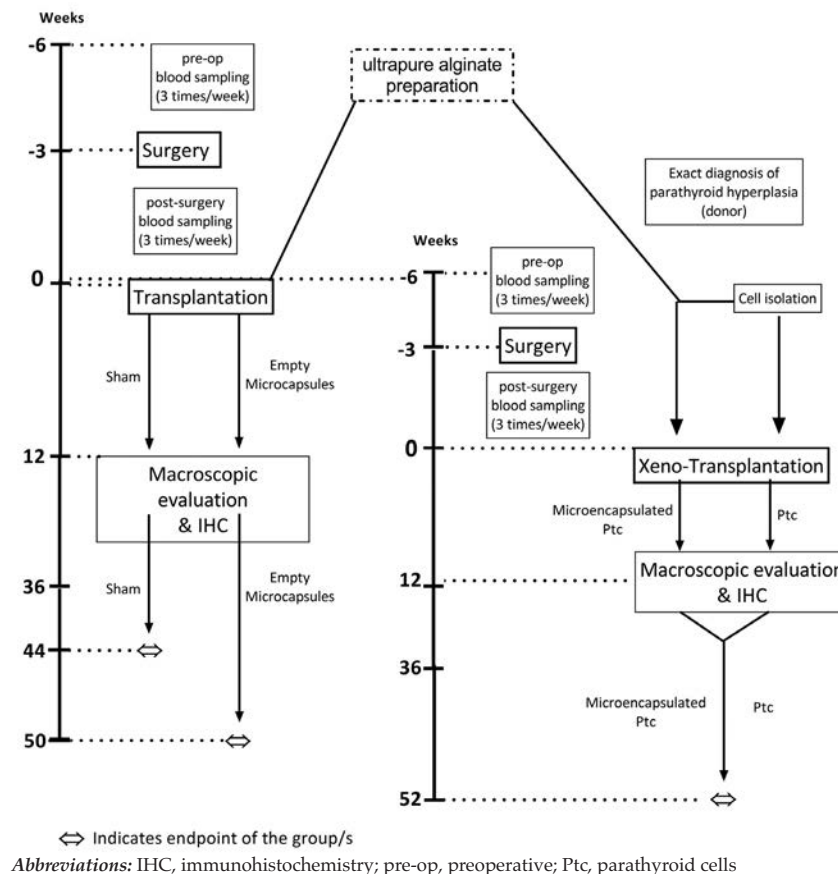 Weeks
-6
pre-op
blood sampling
(3 times/week)
-3
Surgery
post-surgery
blood sampling
(3 times/week)
0
Transplantation
Sham
Empty
Microcapsules
12
Macroscopic
evaluation
& IHC
36
Sham
Empty
Microcapsules
44
50
ultrapure alginate
preparation
Exact diagnosis of
parathyroid hyperplasia
(donor)
Weeks
-6
pre-op
blood sampling
(3 times/week)
Cell isolation
-3
Surgery
post-surgery
blood sampling
(3 times/week)
0
Xeno-Transplantation
Microencapsulated
Ptc
Ptc
12
Macroscopic evaluation
& IHC
36
Microencapsulated
Ptc
Ptc
52
⇔ Indicates endpoint of the group/s
Abbreviations: IHC, immunohistochemistry; pre-op, preoperative; Ptc, parathyroid cells